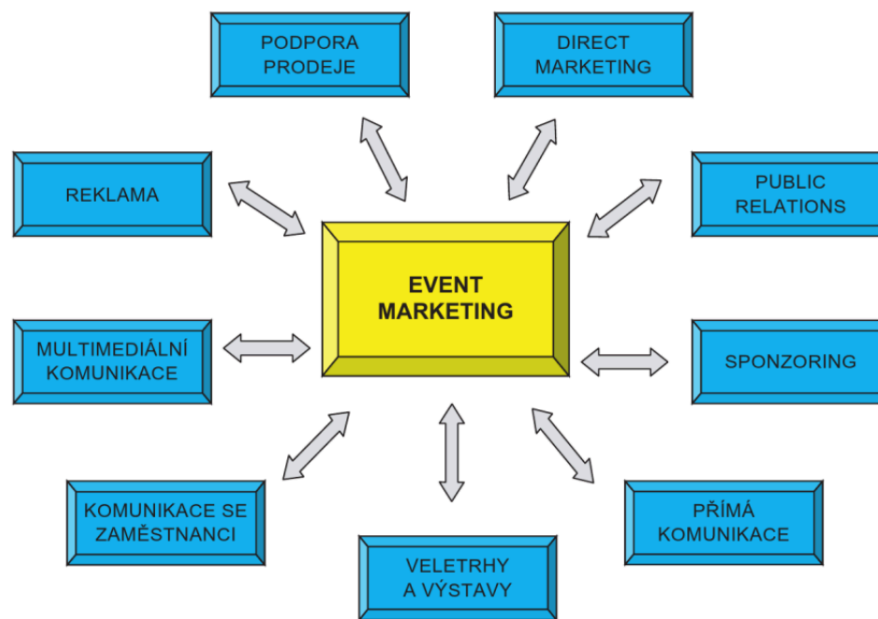 PODPORA
PRODEJE
DIRECT
MARKETING
REKLAMA
PUBLIC
RELATIONS
EVENT
MARKETING
MULTIMEDIÁLNÍ
KOMUNIKACE
SPONZORING
KOMUNIKACE SE
ZAMĚSTNANCI
PŘÍMÁ
KOMUNIKACE
VELETRHY
A VÝSTAVY